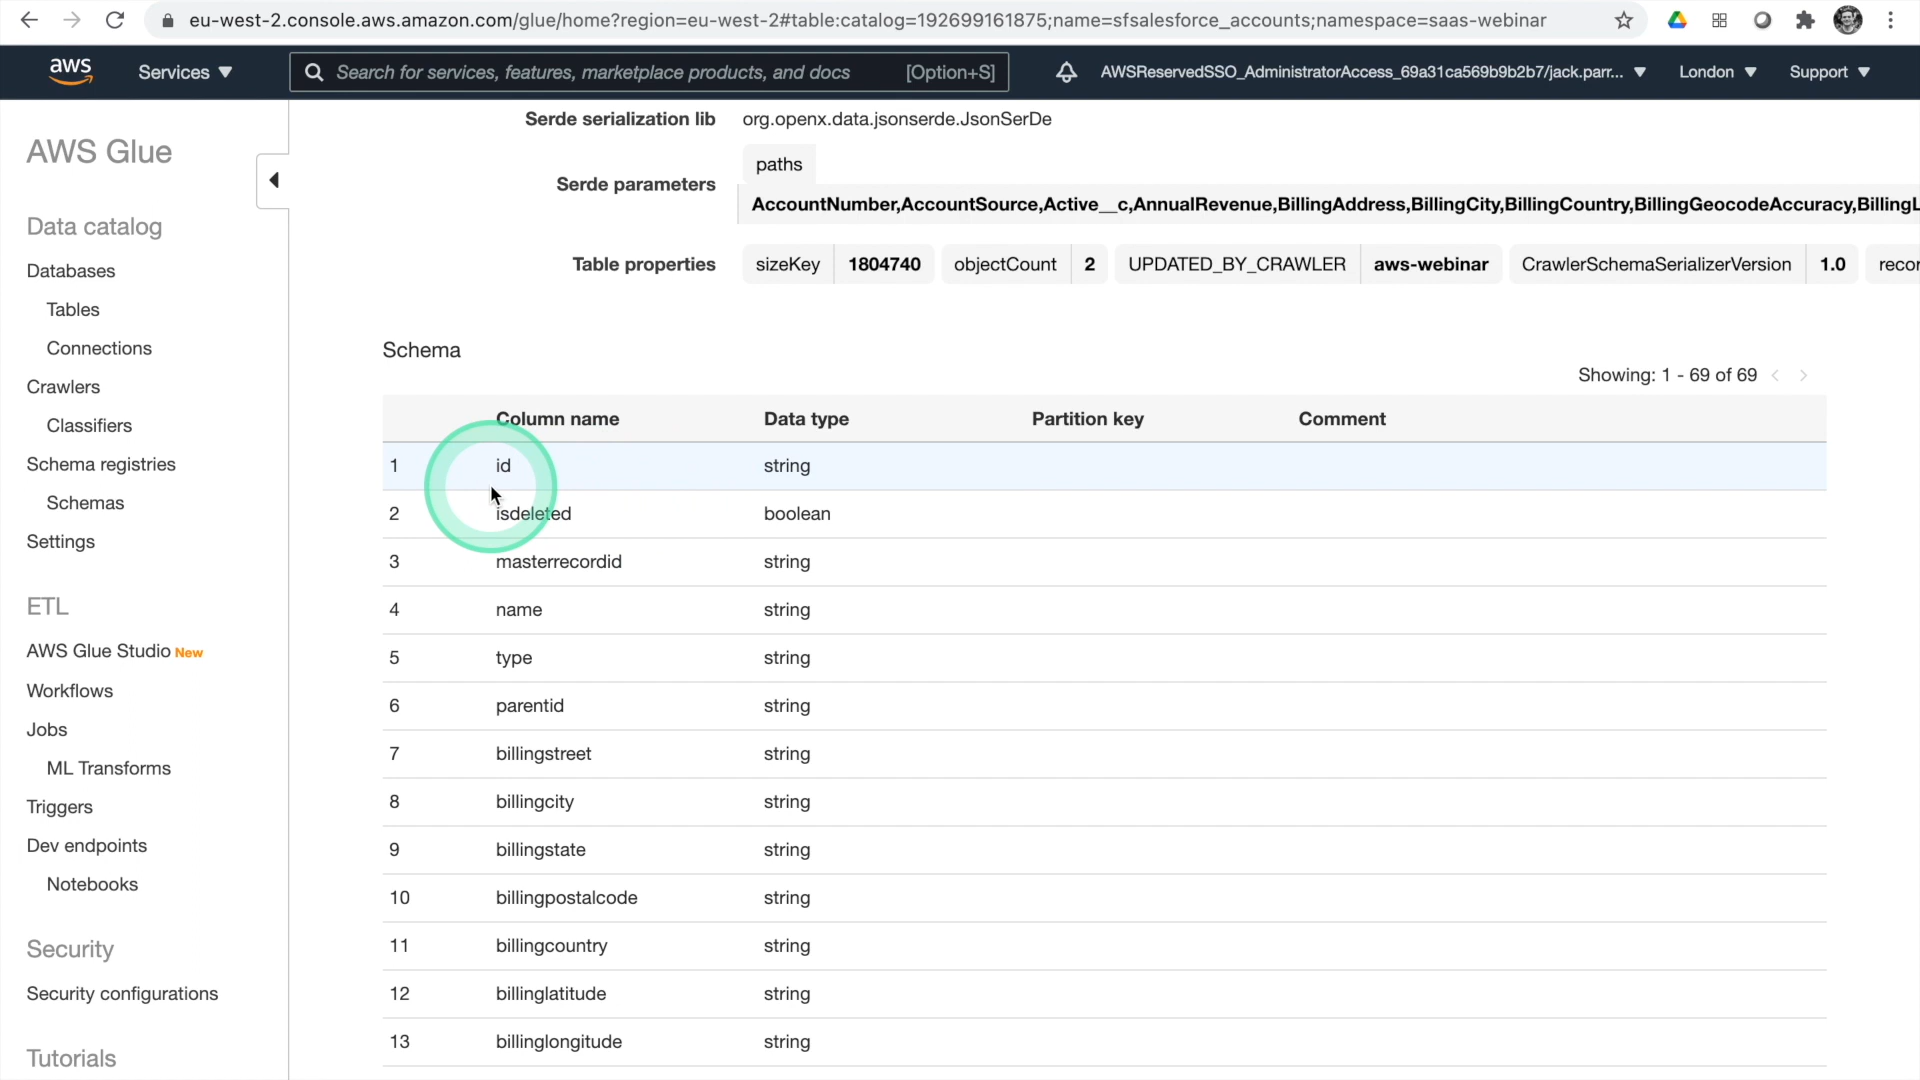 eu-west-2.console.aws.amazon.com/glue/home?region=eu-west-2#table:catalog=192699161875;name=sfsalesforce_accounts;namespace=saas-webinar
aws Services Search for services, features, marketplace products, and docs [Option+S] AWSReservedSSO_AdministratorAccess_69a31ca569b9b2b7/jack.parr... London Support
AWS Glue
Data catalog
Databases
Tables
Connections
Crawlers
Classifiers
Schema registries
Schemas
Settings
ETL
AWS Glue Studio New
Workflows
Jobs
ML Transforms
Triggers
Dev endpoints
Notebooks
Security
Security configurations
Tutorials
Serde serialization lib org.openx.data.jsonserde.JsonSerDe
Serde parameters paths
AccountNumber,AccountSource,Active__c,AnnualRevenue,BillingAddress,BillingCity,BillingCountry,BillingGeocodeAccuracy,BillingL
Table properties sizeKey 1804740 objectCount 2 UPDATED_BY_CRAWLER aws-webinar CrawlerSchemaSerializerVersion 1.0 recor
Schema
Showing: 1 - 69 of 69
Column name Data type Partition key Comment
1 id string
2 isdeleted boolean
3 masterrecordid string
4 name string
5 type string
6 parentid string
7 billingstreet string
8 billingcity string
9 billingstate string
10 billingpostalcode string
11 billingcountry string
12 billinglatitude string
13 billinglongitude string